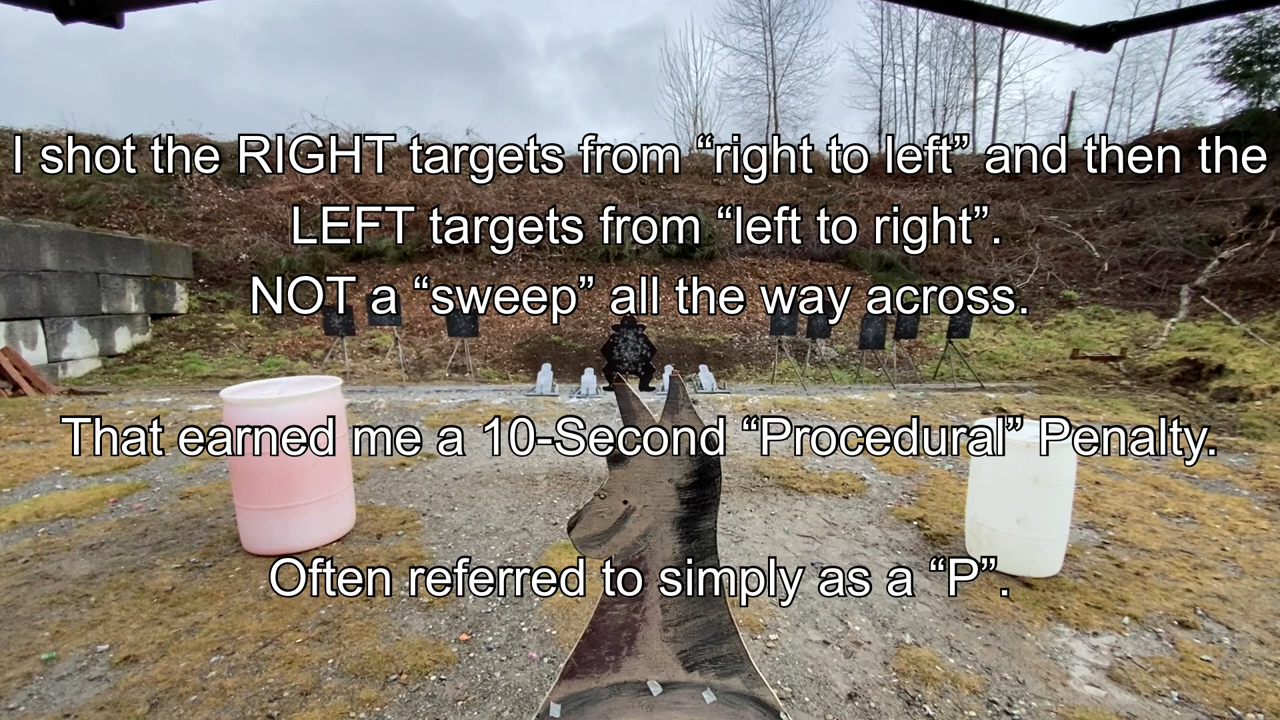 I shot the RIGHT targets from “right to left” and then the
LEFT targets from “left to right”.
NOT a “sweep” all the way across.
That earned me a 10-Second “Procedural” Penalty.
Often referred to simply as a “P”.